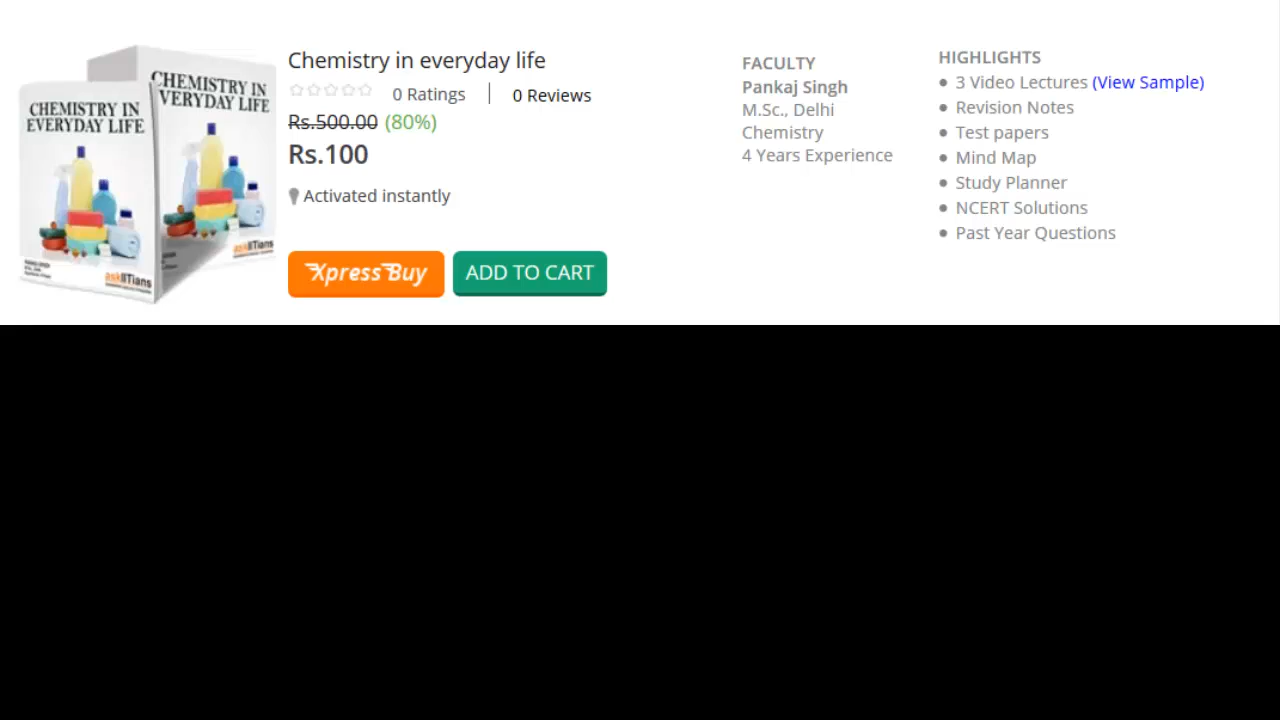 CHEMISTRY IN
EVERYDAY LIFE
CHEMISTRY IN
VERYDAY LIFE
askIITians
askIITians
Chemistry in everyday life
0 Ratings | 0 Reviews
Rs.500.00 (80%)
Rs.100
Activated instantly
Xpress Buy
ADD TO CART
FACULTY
Pankaj Singh
M.Sc., Delhi
Chemistry
4 Years Experience
HIGHLIGHTS
● 3 Video Lectures (View Sample)
● Revision Notes
● Test papers
● Mind Map
● Study Planner
● NCERT Solutions
● Past Year Questions